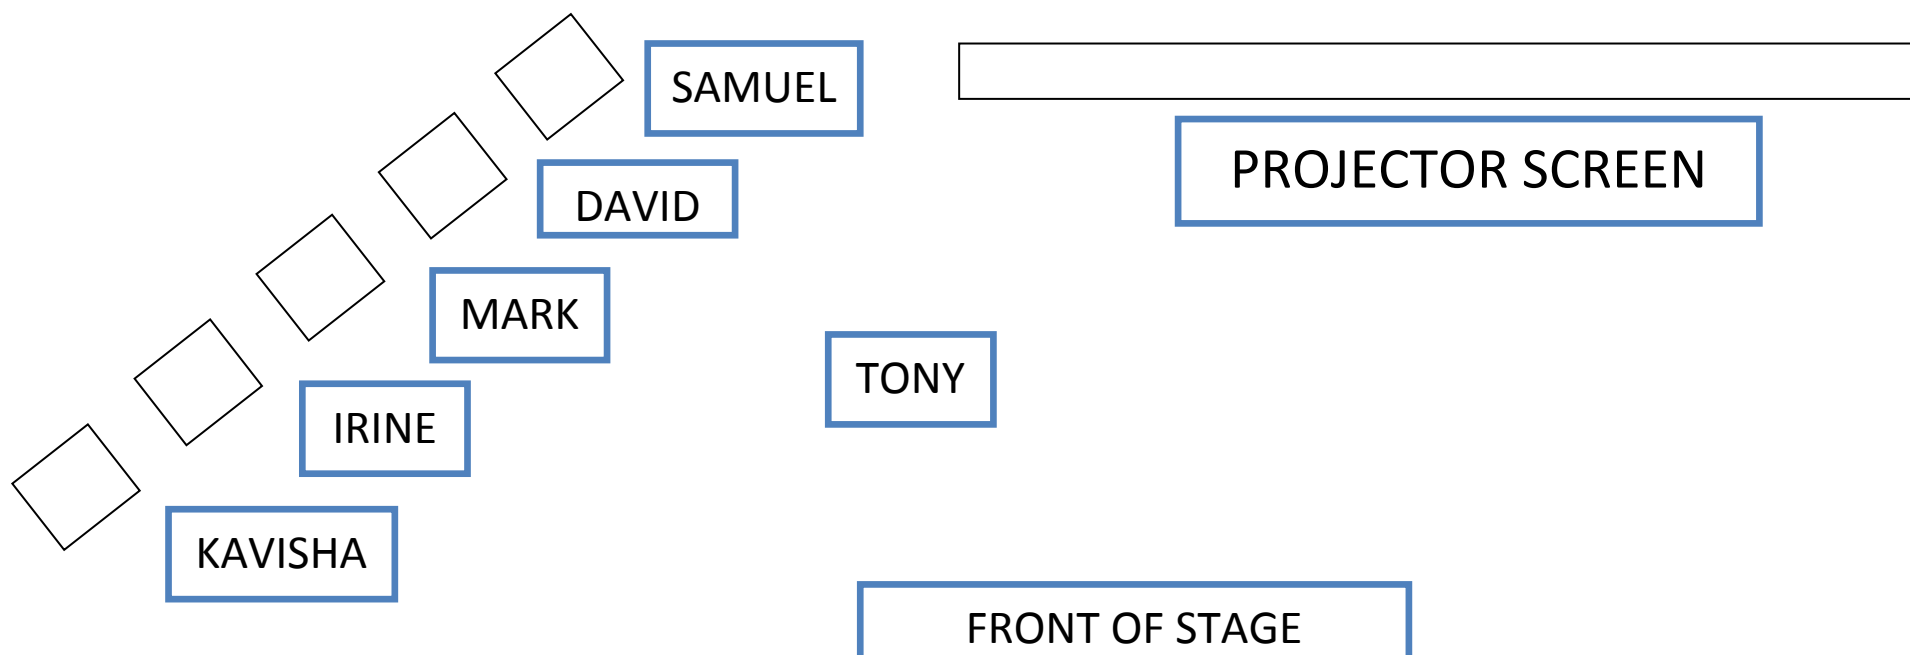 SAMUEL
PROJECTOR SCREEN
DAVID
MARK
TONY
IRINE
KAVISHA
FRONT OF STAGE